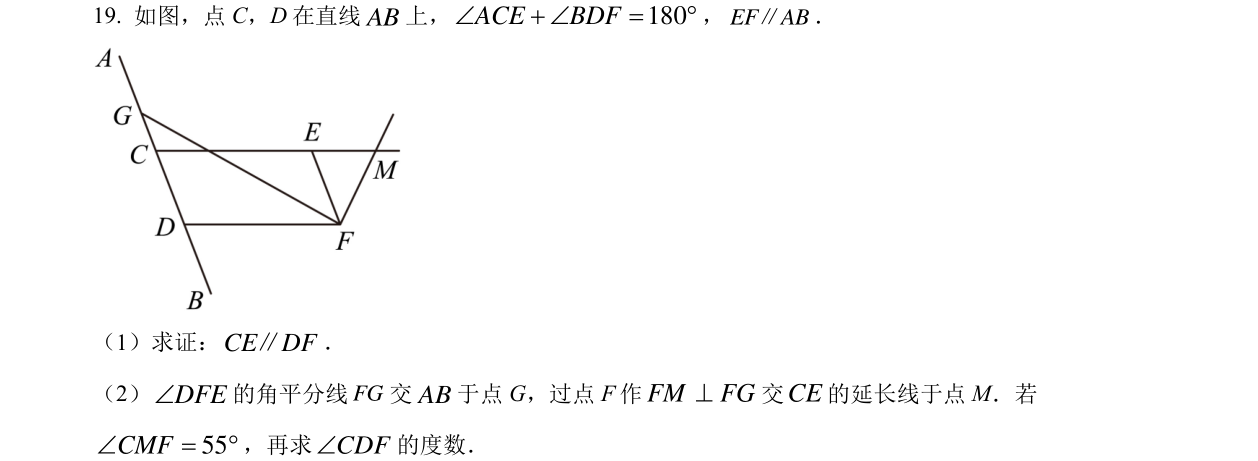 19. 如图，点 C，D 在直线 AB 上，∠ACE + ∠BDF = 180°，EF∥AB．
A
G
E
C
M
D
F
B
（1）求证：CE∥DF．
（2）∠DFE 的角平分线 FG 交 AB 于点 G，过点 F 作 FM ⊥ FG 交 CE 的延长线于点 M．若
∠CMF = 55°，再求 ∠CDF 的度数．